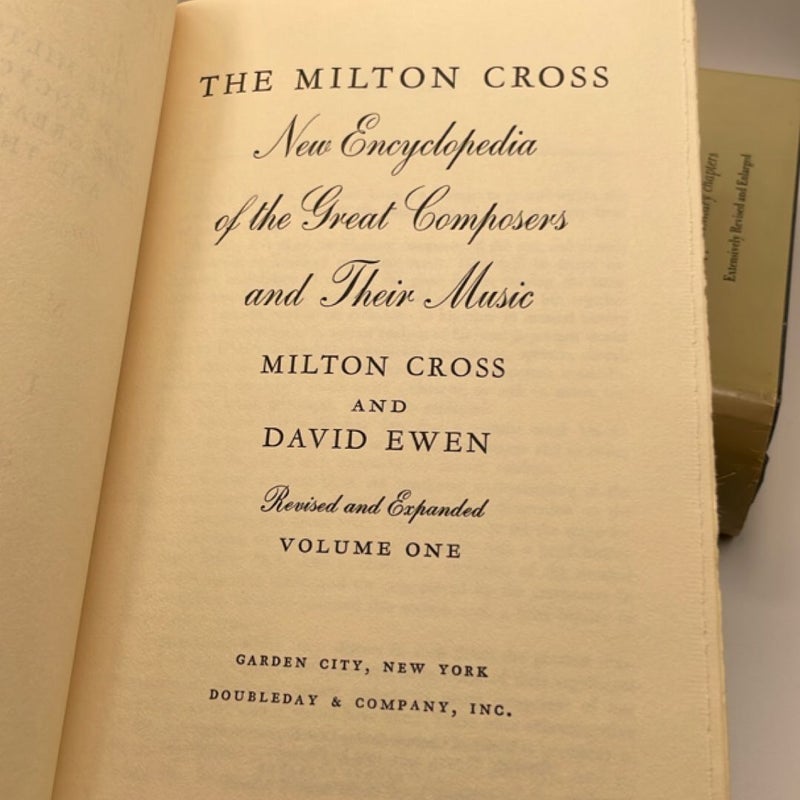 THE MILTON CROSS
New Encyclopedia
of the Great Composers
and Their Music
MILTON CROSS
AND
DAVID EWEN
Revised and Expanded
VOLUME ONE
GARDEN CITY, NEW YORK
DOUBLEDAY & COMPANY, INC.
chapters
Extensively Revised and Enlarged